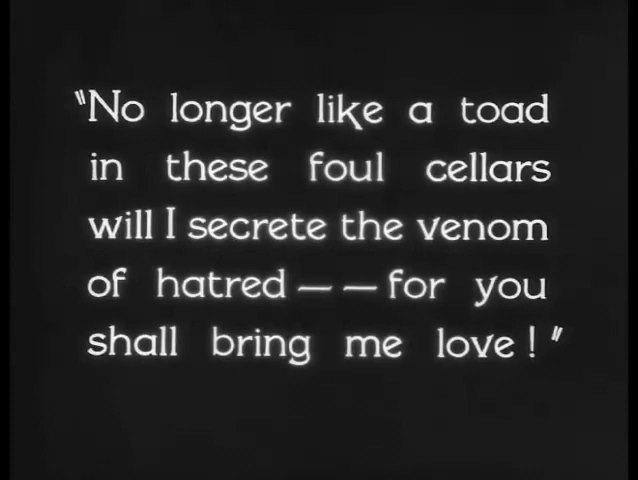 "No longer like a toad
in these foul cellars
will I secrete the venom
of hatred — — for you
shall bring me love!"